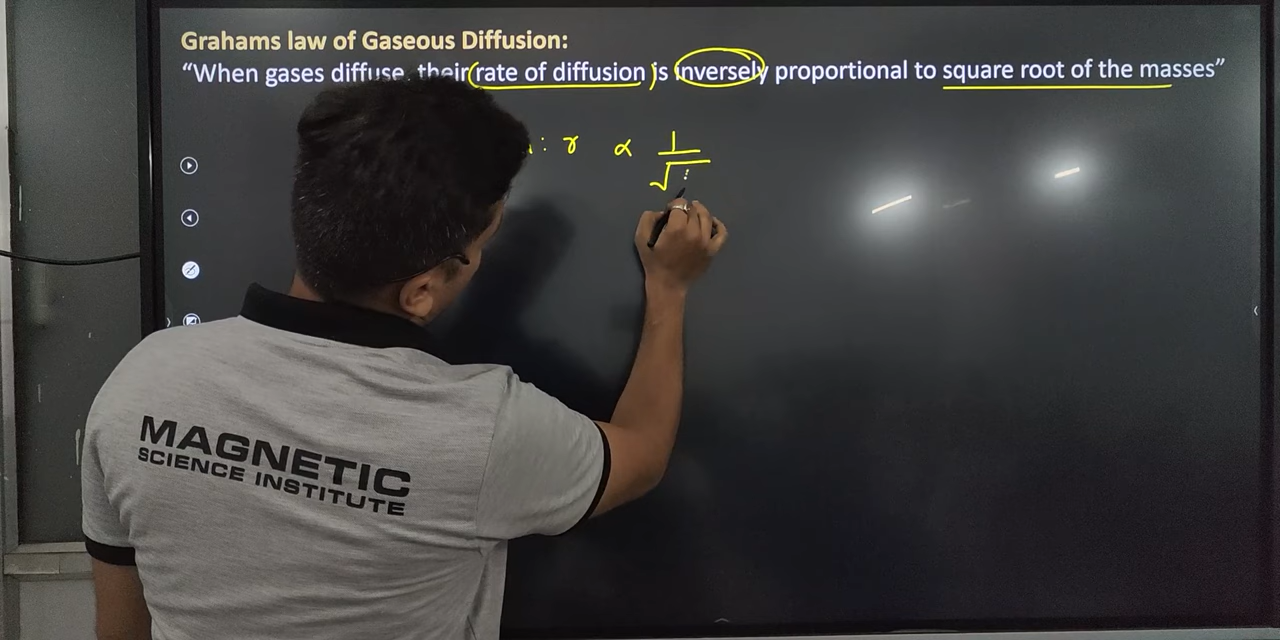 Grahams law of Gaseous Diffusion:
“When gases diffuse, their rate of diffusion is inversely proportional to square root of the masses”
: r ∝ 1/√
MAGNETIC
SCIENCE INSTITUTE